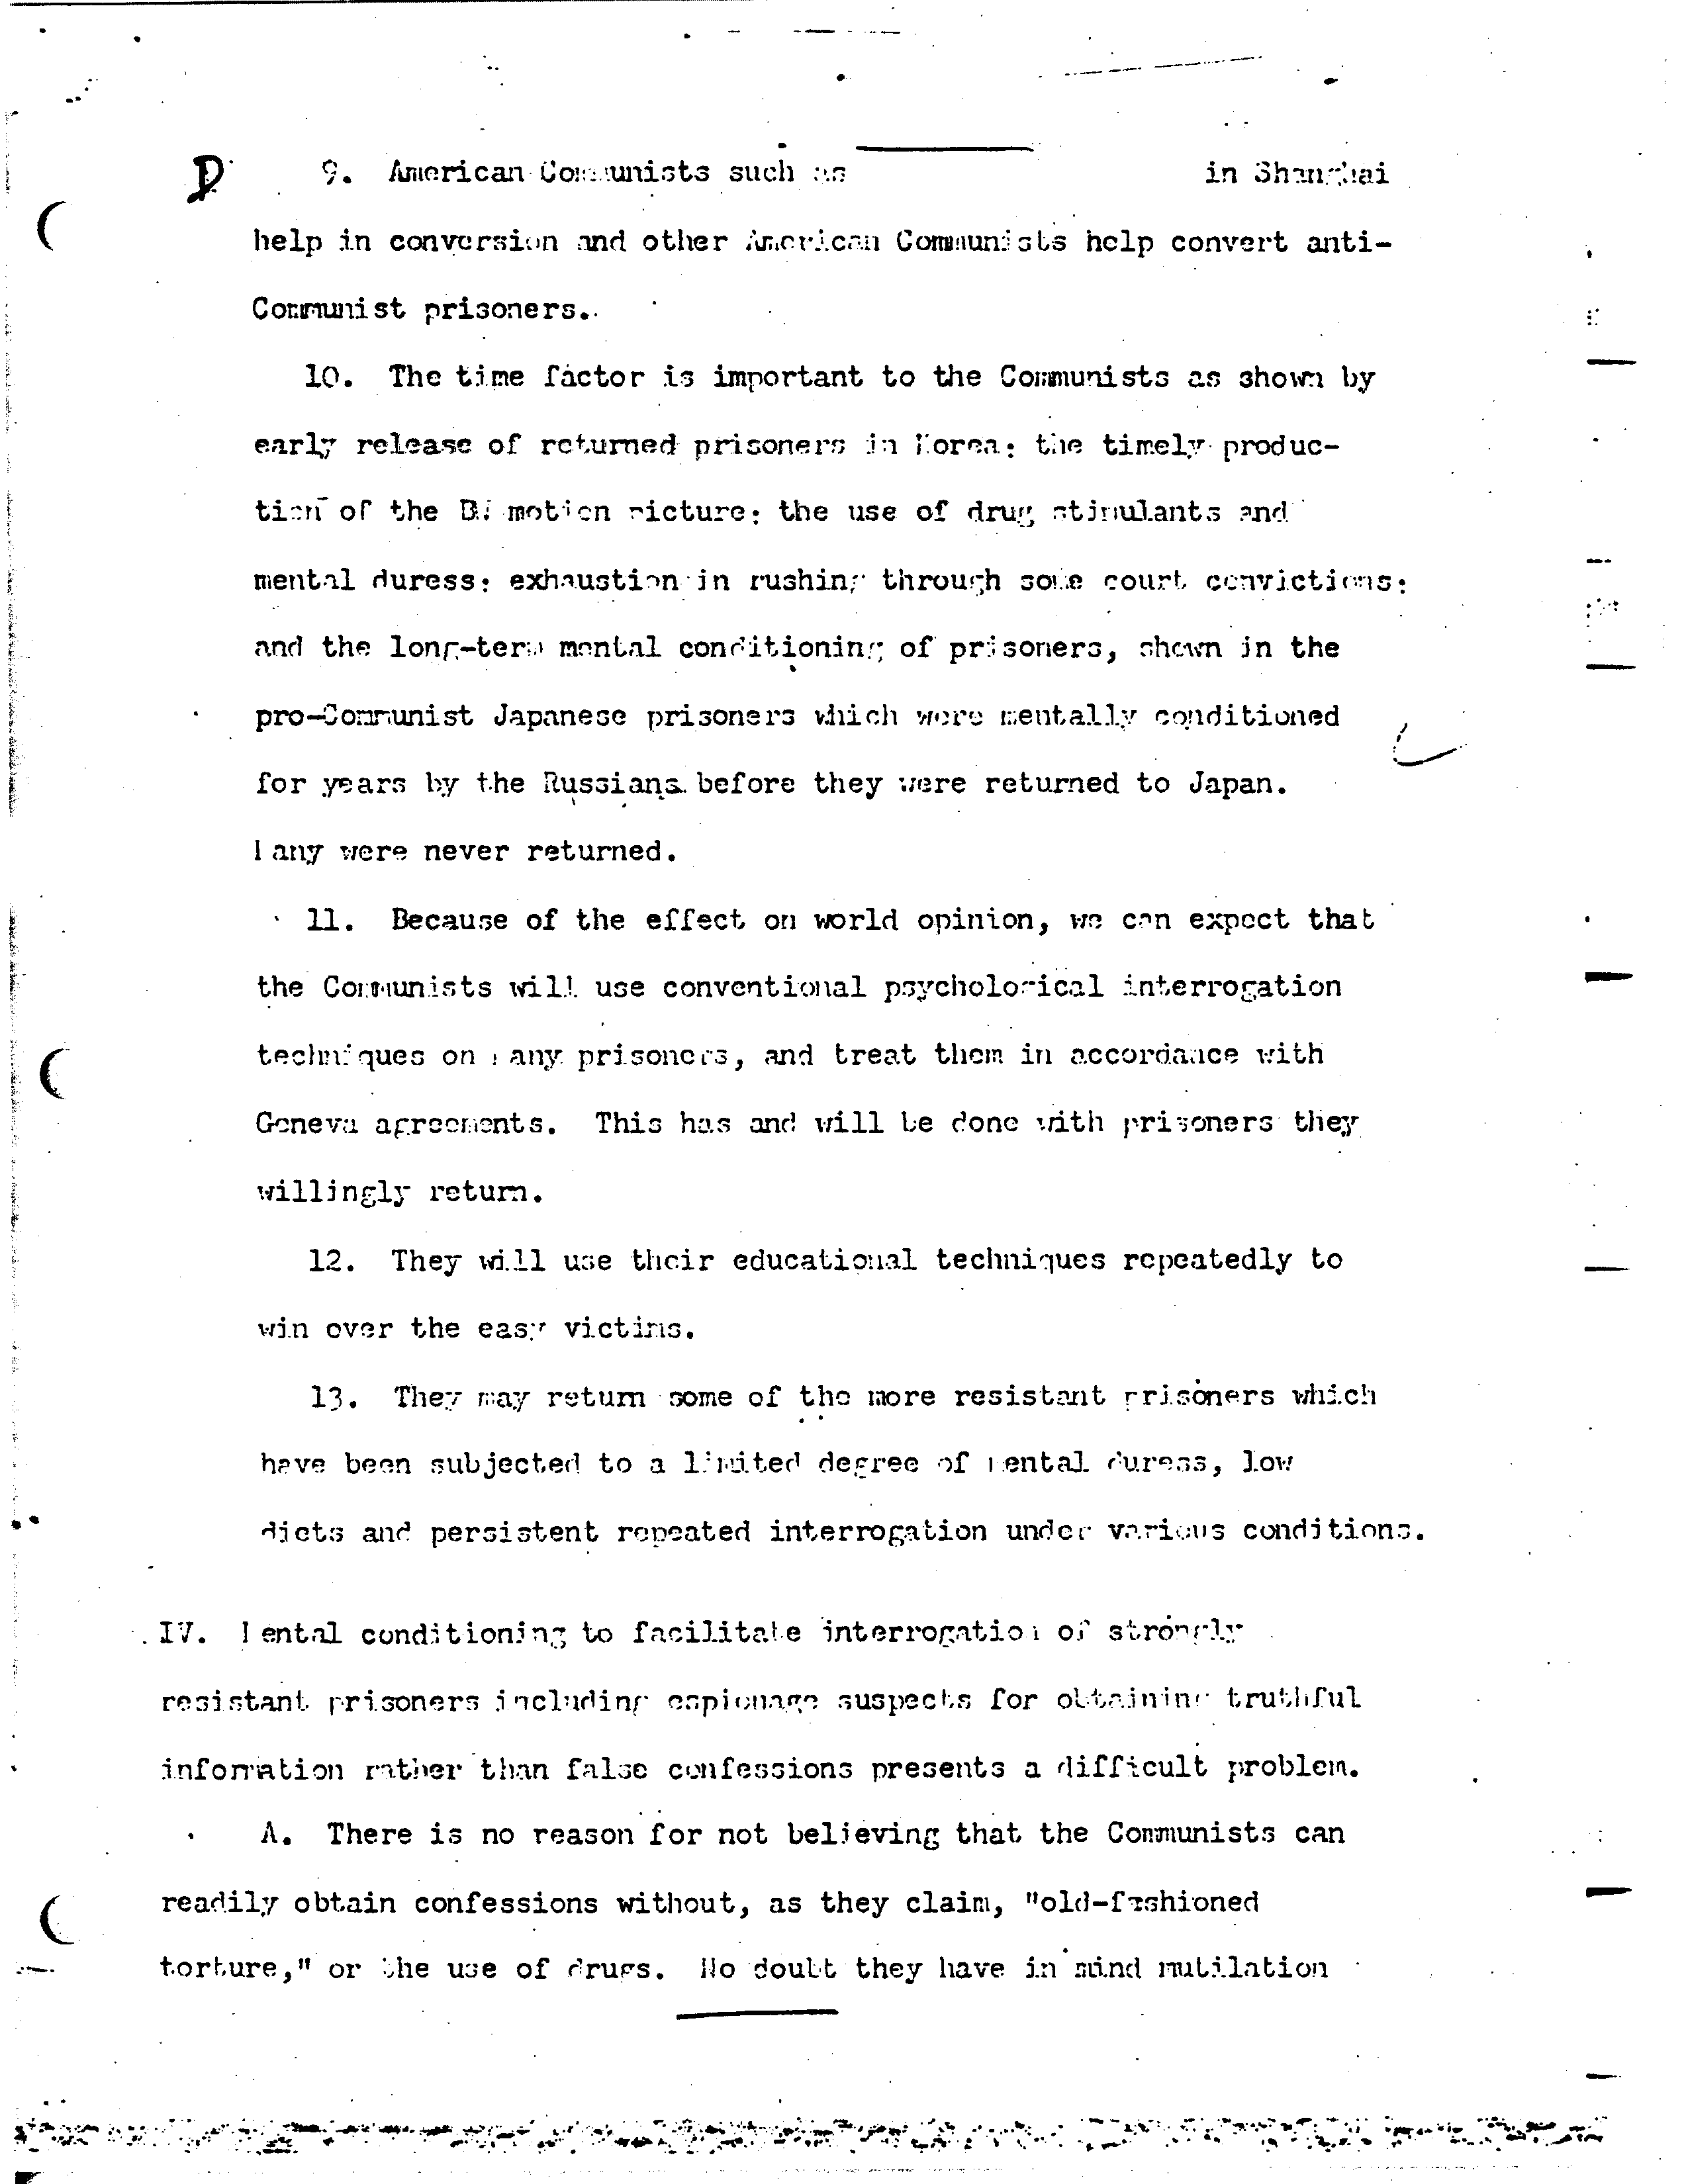 D 9. American Communists such as in Shanghai
help in conversion and other American Communists help convert anti-
Communist prisoners.
10. The time factor is important to the Communists as shown by
early release of returned prisoners in Korea: the timely produc-
tion of the BW motion picture: the use of drug stimulants and
mental duress: exhaustion in rushing through some court convictions:
and the long-term mental conditioning of prisoners, shown in the
pro-Communist Japanese prisoners which were mentally conditioned
for years by the Russians before they were returned to Japan.
Many were never returned.
11. Because of the effect on world opinion, we can expect that
the Communists will use conventional psychological interrogation
techniques on many prisoners, and treat them in accordance with
Geneva agreements. This has and will be done with prisoners they
willingly return.
12. They will use their educational techniques repeatedly to
win over the easy victims.
13. They may return some of the more resistant prisoners which
have been subjected to a limited degree of mental duress, low
diets and persistent repeated interrogation under various conditions.
IV. Mental conditioning to facilitate interrogation of strongly
resistant prisoners including espionage suspects for obtaining truthful
information rather than false confessions presents a difficult problem.
A. There is no reason for not believing that the Communists can
readily obtain confessions without, as they claim, "old-fashioned
torture," or the use of drugs. No doubt they have in mind mutilation